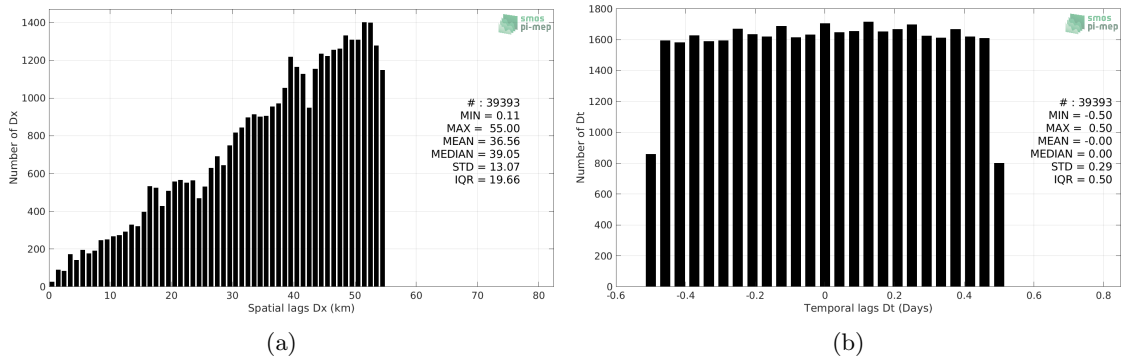 1400
1200
1000
800
600
400
200
0
Number of Dx
0 10 20 30 40 50 60 70 80
Spatial lags Dx (km)
smos
pi-mep
# : 39393
MIN = 0.11
MAX = 55.00
MEAN = 36.56
MEDIAN = 39.05
STD = 13.07
IQR = 19.66
(a)
1800
1600
1400
1200
1000
800
600
400
200
0
Number of Dt
-0.6 -0.4 -0.2 0 0.2 0.4 0.6 0.8
Temporal lags Dt (Days)
smos
pi-mep
# : 39393
MIN = -0.50
MAX = 0.50
MEAN = -0.00
MEDIAN = 0.00
STD = 0.29
IQR = 0.50
(b)